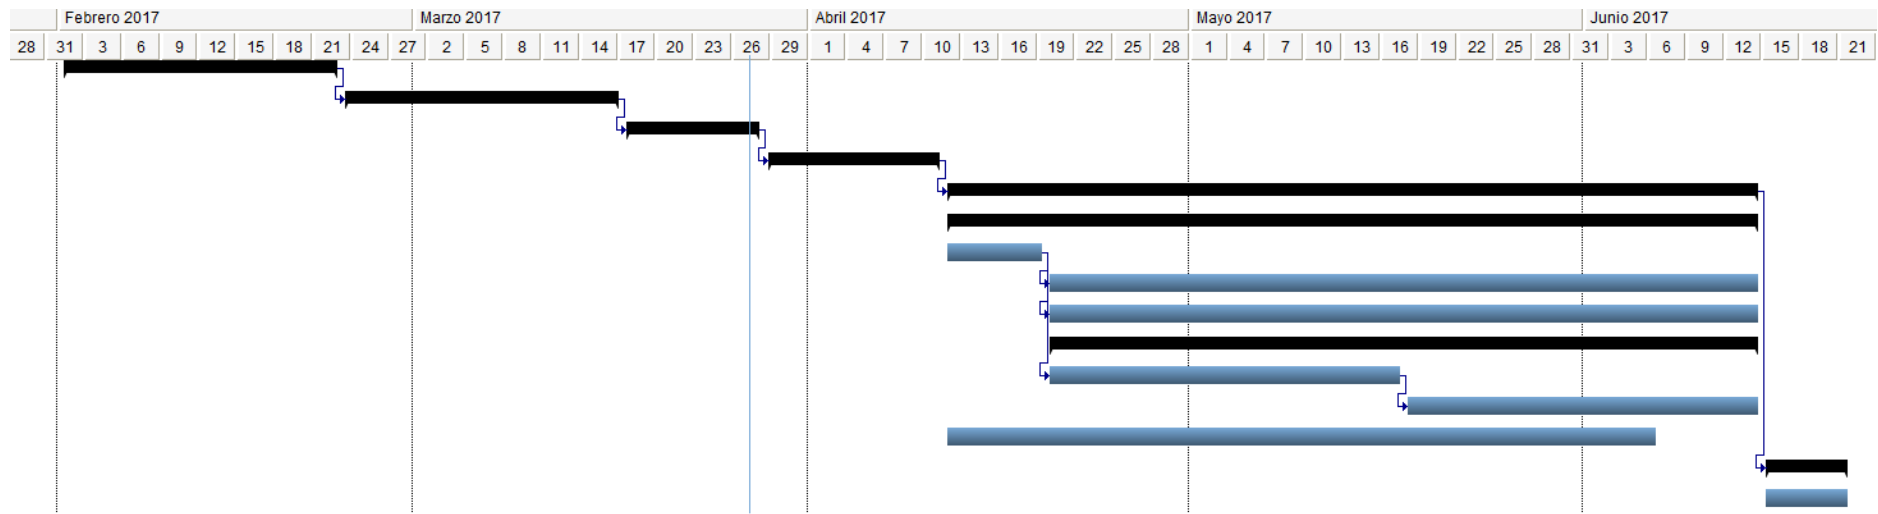 Febrero 2017 Marzo 2017 Abril 2017 Mayo 2017 Junio 2017
28 31 3 6 9 12 15 18 21 24 27 2 5 8 11 14 17 20 23 26 29 1 4 7 10 13 16 19 22 25 28 1 4 7 10 13 16 19 22 25 28 31 3 6 9 12 15 18 21